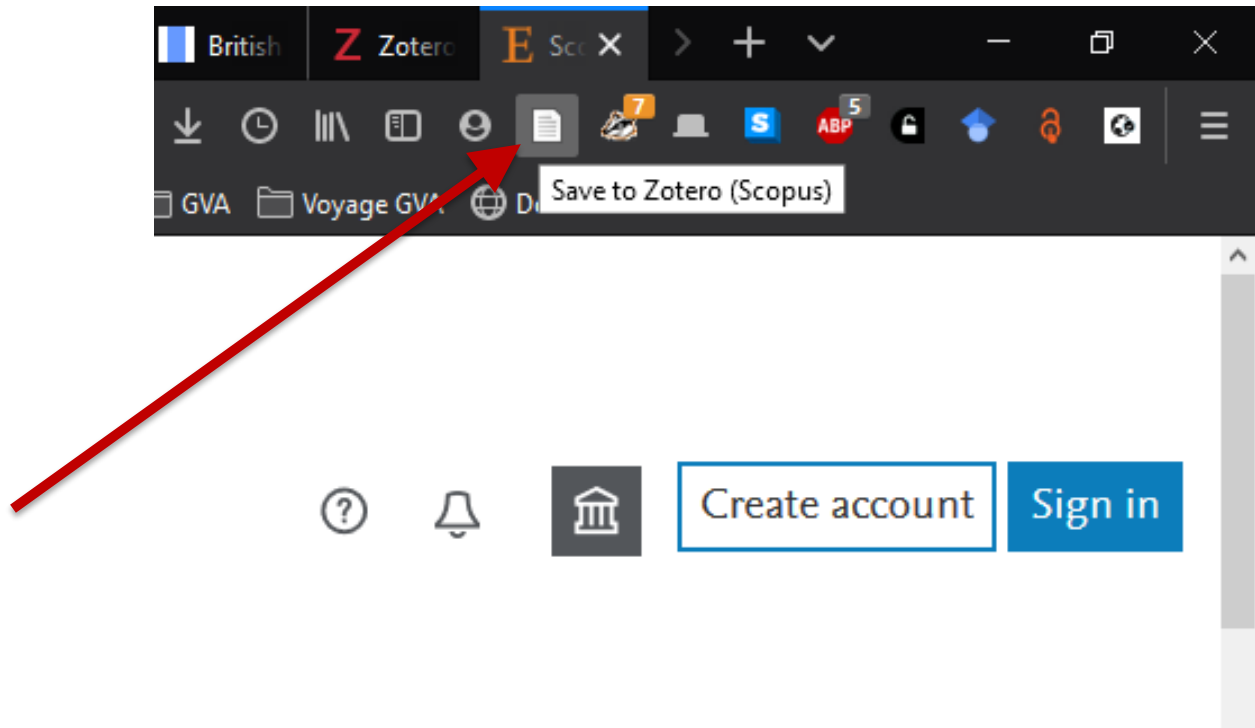 British Z Zotero E Sc
7 S ABP 5
GVA Voyage GVA D Save to Zotero (Scopus)
? Create account Sign in